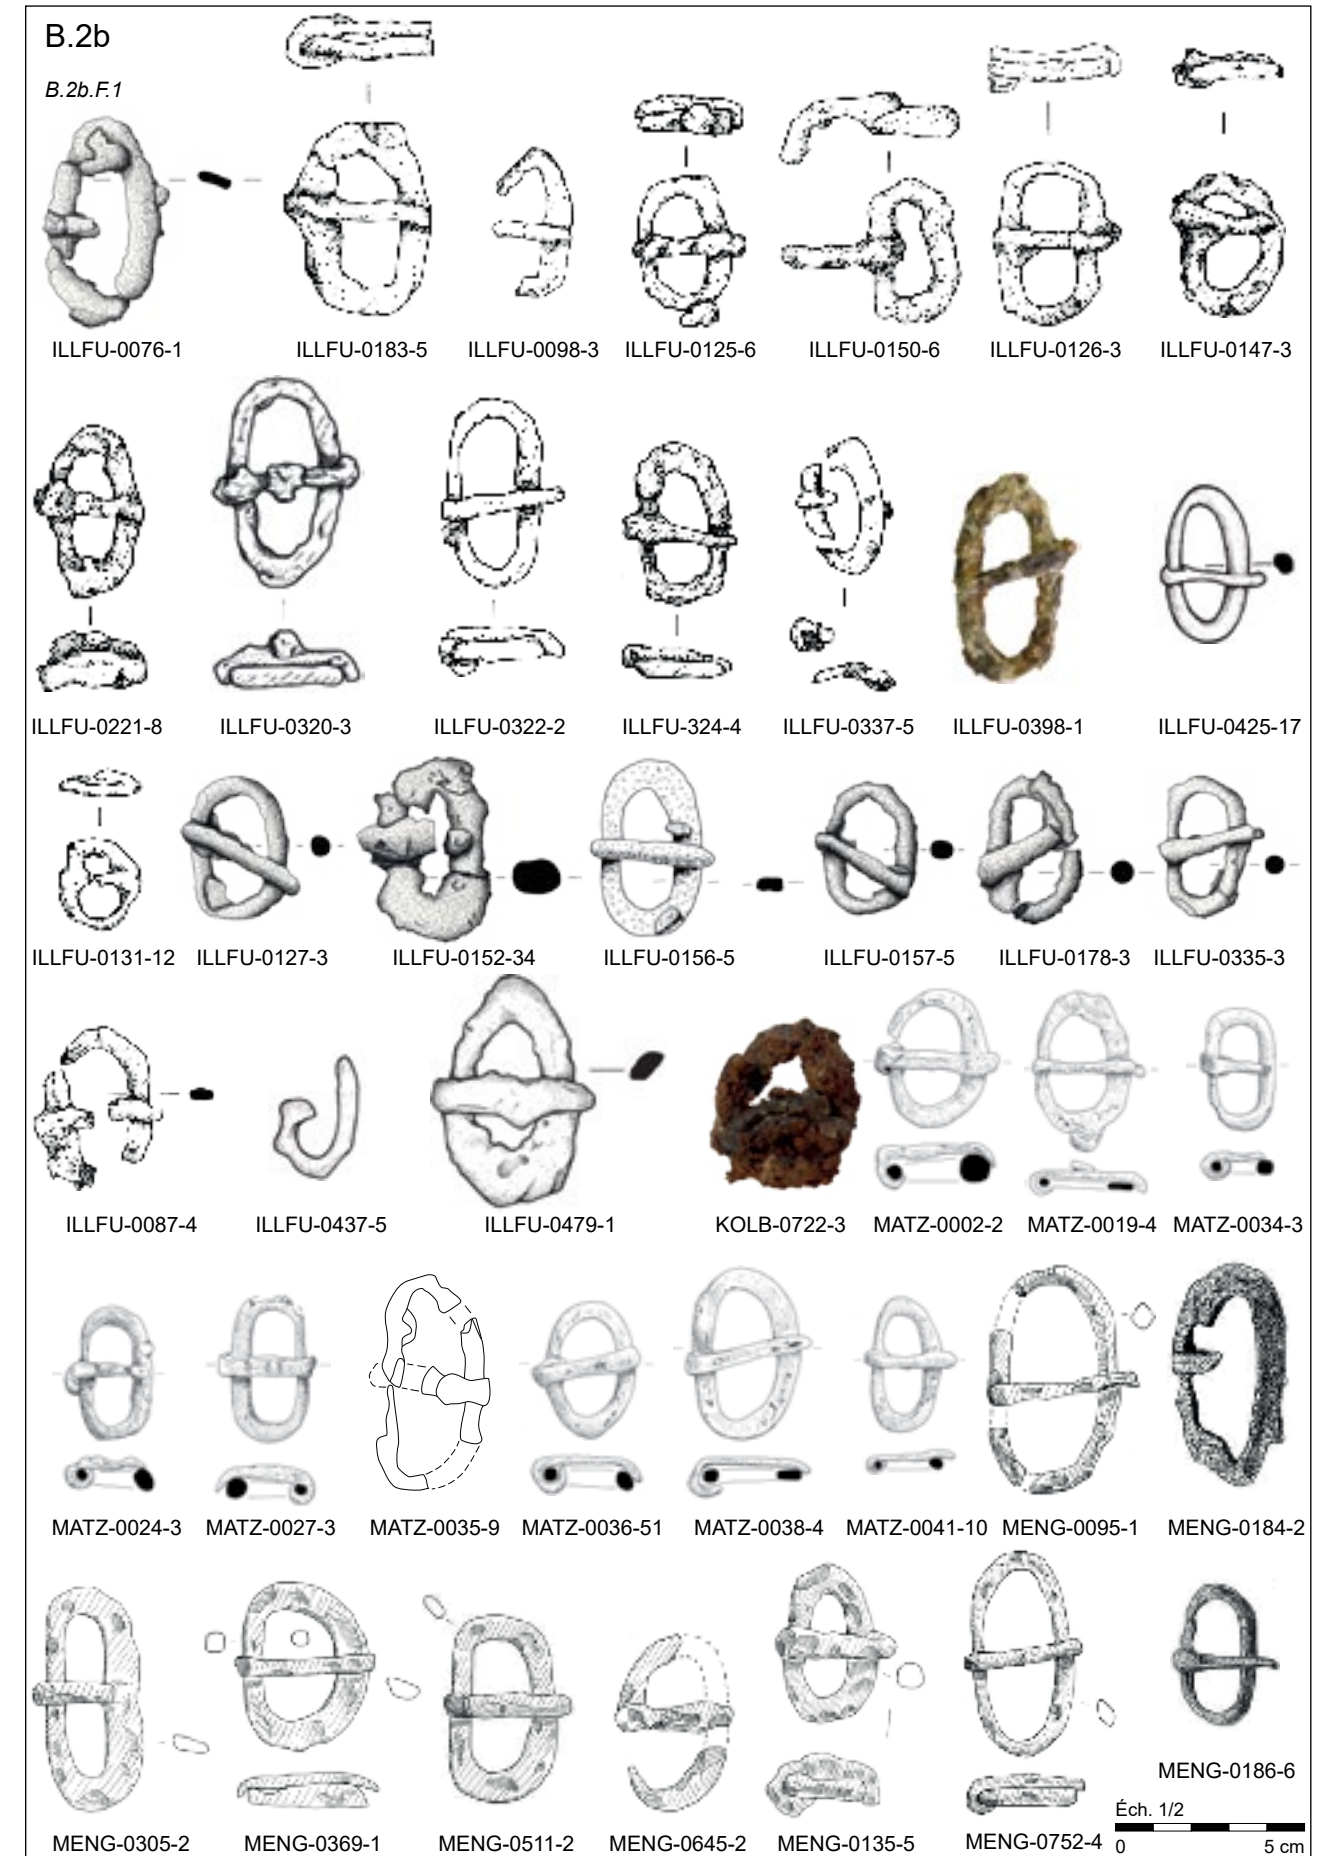 B.2b
B.2b.F.1
ILLFU-0076-1 ILLFU-0183-5 ILLFU-0098-3 ILLFU-0125-6 ILLFU-0150-6 ILLFU-0126-3 ILLFU-0147-3
ILLFU-0221-8 ILLFU-0320-3 ILLFU-0322-2 ILLFU-324-4 ILLFU-0337-5 ILLFU-0398-1 ILLFU-0425-17
ILLFU-0131-12 ILLFU-0127-3 ILLFU-0152-34 ILLFU-0156-5 ILLFU-0157-5 ILLFU-0178-3 ILLFU-0335-3
ILLFU-0087-4 ILLFU-0437-5 ILLFU-0479-1 KOLB-0722-3 MATZ-0002-2 MATZ-0019-4 MATZ-0034-3
MATZ-0024-3 MATZ-0027-3 MATZ-0035-9 MATZ-0036-51 MATZ-0038-4 MATZ-0041-10 MENG-0095-1 MENG-0184-2
MENG-0186-6
MENG-0305-2 MENG-0369-1 MENG-0511-2 MENG-0645-2 MENG-0135-5 MENG-0752-4
Éch. 1/2
0 5 cm